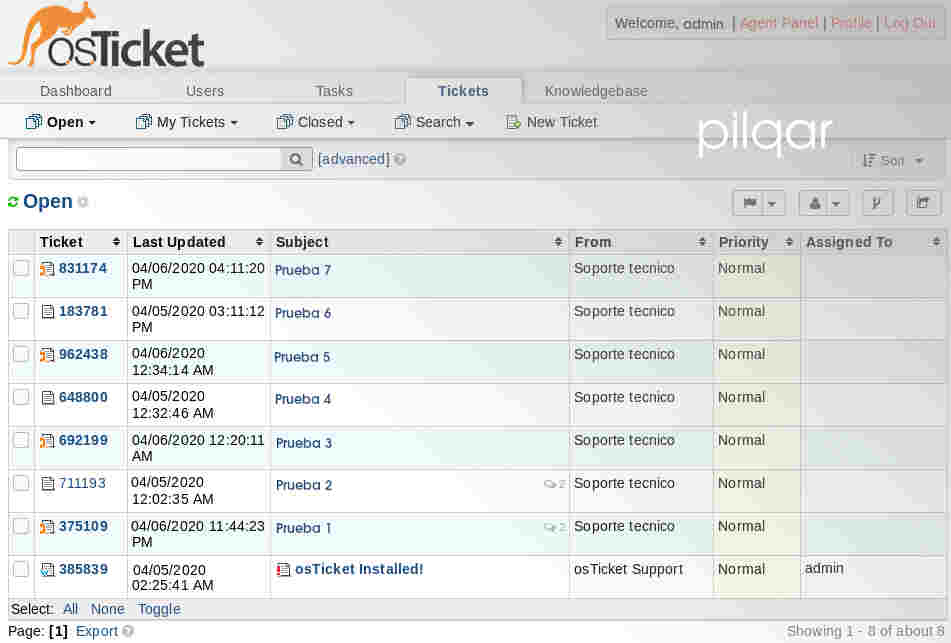 osTicket
Welcome, admin | Agent Panel | Profile | Log Out
Dashboard Users Tasks Tickets Knowledgebase
Open My Tickets Closed Search New Ticket
pilqar
[advanced] Sort
Open
Ticket Last Updated Subject From Priority Assigned To
831174 04/06/2020 04:11:20 PM Prueba 7 Soporte tecnico Normal
183781 04/05/2020 03:11:12 PM Prueba 6 Soporte tecnico Normal
962438 04/06/2020 12:34:14 AM Prueba 5 Soporte tecnico Normal
648800 04/05/2020 12:32:46 AM Prueba 4 Soporte tecnico Normal
692199 04/06/2020 12:20:11 AM Prueba 3 Soporte tecnico Normal
711193 04/05/2020 12:02:35 AM Prueba 2 2 Soporte tecnico Normal
375109 04/06/2020 11:44:23 PM Prueba 1 2 Soporte tecnico Normal
385839 04/05/2020 02:25:41 AM osTicket Installed! osTicket Support Normal admin
Select: All None Toggle
Page: [1] Export Showing 1 - 8 of about 8